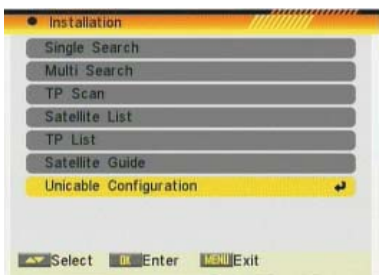 Installation
Single Search
Multi Search
TP Scan
Satellite List
TP List
Satellite Guide
Unicable Configuration
Select OK Enter MENU Exit